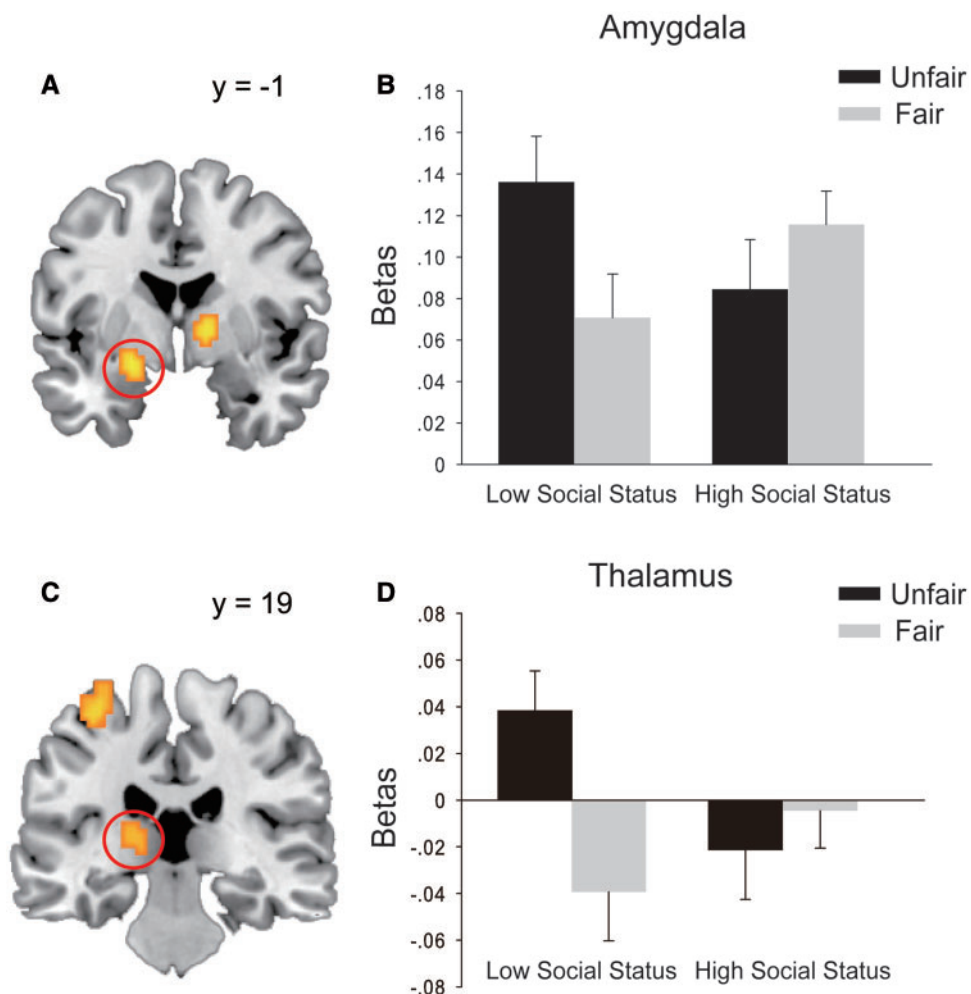 Amygdala
A
y = -1
B
Unfair
Fair
.18
.16
.14
.12
.10
.08
.06
.04
.02
0
Betas
Low Social Status
High Social Status
Thalamus
C
y = 19
D
Unfair
Fair
.08
.06
.04
.02
0
-.02
-.04
-.06
-.08
Betas
Low Social Status
High Social Status